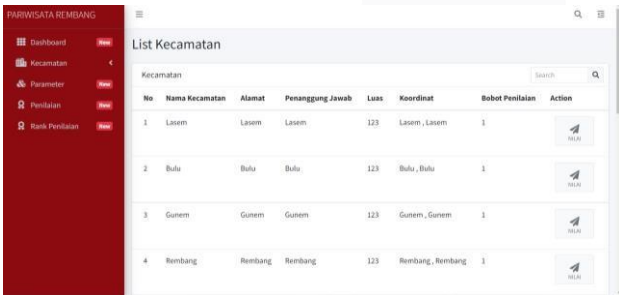 PARIWISATA REMBANG
Dashboard New
Kecamatan
Parameter New
Penilaian New
Rank Penilaian New
List Kecamatan
Kecamatan Search
No Nama Kecamatan Alamat Penanggung Jawab Luas Koordinat Bobot Penilaian Action
1 Lasem Lasem Lasem 123 Lasem , Lasem 1 NILAI
2 Bulu Bulu Bulu 123 Bulu , Bulu 1 NILAI
3 Gunem Gunem Gunem 123 Gunem , Gunem 1 NILAI
4 Rembang Rembang Rembang 123 Rembang , Rembang 1 NILAI